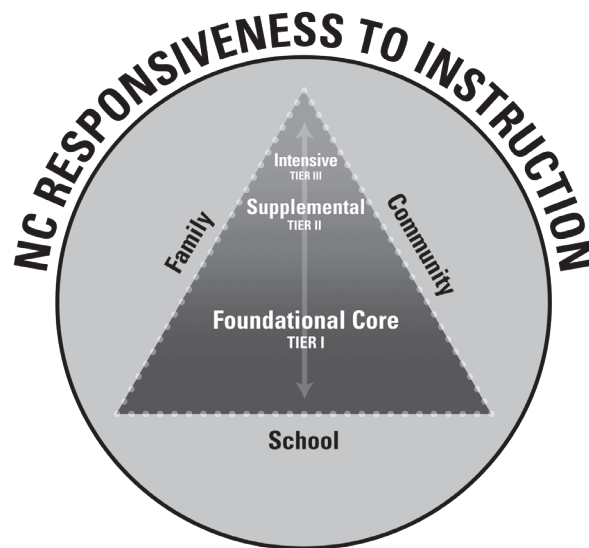 NC RESPONSIVENESS TO INSTRUCTION
Intensive
TIER III
Supplemental
TIER II
Family
Community
Foundational Core
TIER I
School